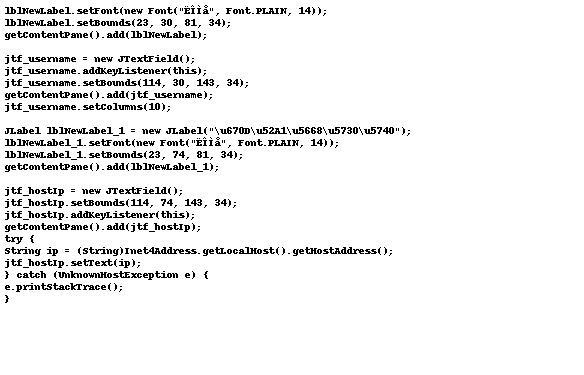 lblNewLabel.setFont(new Font("ËÎÌå", Font.PLAIN, 14));
lblNewLabel.setBounds(23, 30, 81, 34);
getContentPane().add(lblNewLabel);
jtf_username = new JTextField();
jtf_username.addKeyListener(this);
jtf_username.setBounds(114, 30, 143, 34);
getContentPane().add(jtf_username);
jtf_username.setColumns(10);
JLabel lblNewLabel_1 = new JLabel("\u670D\u52A1\u5668\u5730\u5740");
lblNewLabel_1.setFont(new Font("ËÎÌå", Font.PLAIN, 14));
lblNewLabel_1.setBounds(23, 74, 81, 34);
getContentPane().add(lblNewLabel_1);
jtf_hostIp = new JTextField();
jtf_hostIp.setBounds(114, 74, 143, 34);
jtf_hostIp.addKeyListener(this);
getContentPane().add(jtf_hostIp);
try {
String ip = (String)Inet4Address.getLocalHost().getHostAddress();
jtf_hostIp.setText(ip);
} catch (UnknownHostException e) {
e.printStackTrace();
}